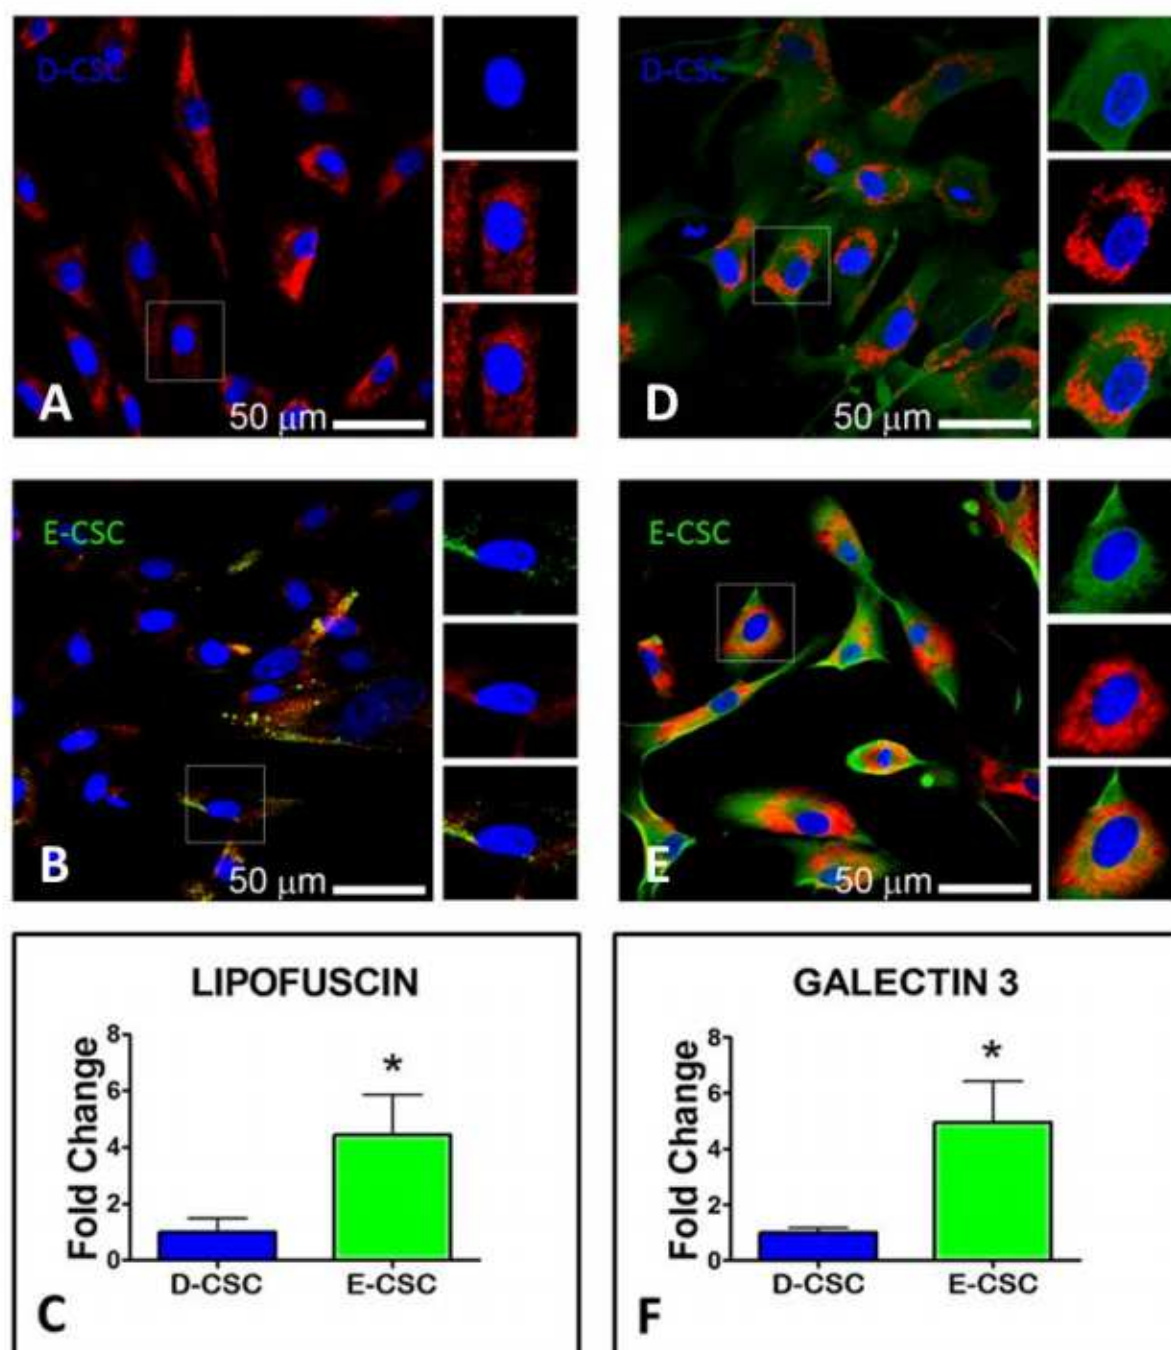 D-CSC
A
50 μm
D-CSC
D
50 μm
E-CSC
B
50 μm
E-CSC
E
50 μm
LIPOFUSCIN
Fold Change
8
6
4
2
0
*
D-CSC
E-CSC
C
GALECTIN 3
Fold Change
8
6
4
2
0
*
D-CSC
E-CSC
F